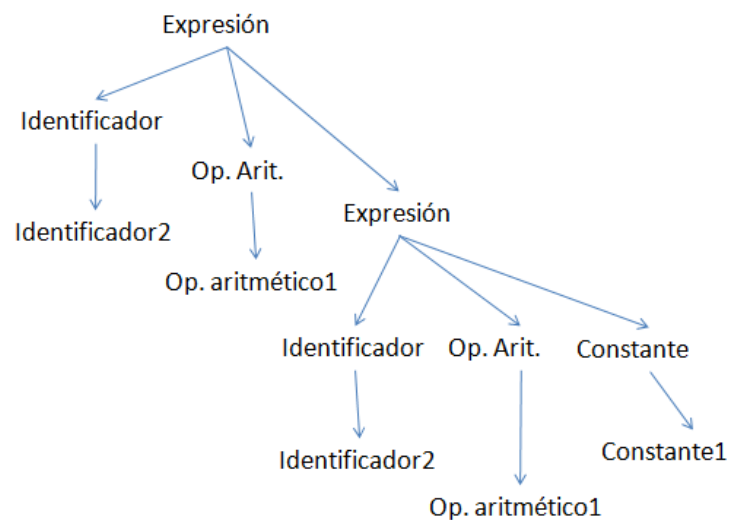 Expresión
Identificador
Op. Arit.
Expresión
Identificador2
Op. aritmético1
Identificador
Op. Arit.
Constante
Identificador2
Constante1
Op. aritmético1